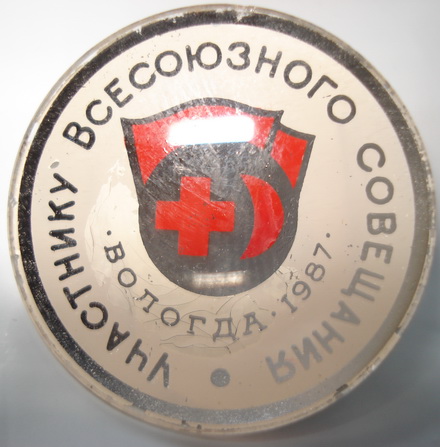 УЧАСТНИКУ ВСЕСОЮЗНОГО СОВЕЩАНИЯ
·ВОЛОГДА·1987·